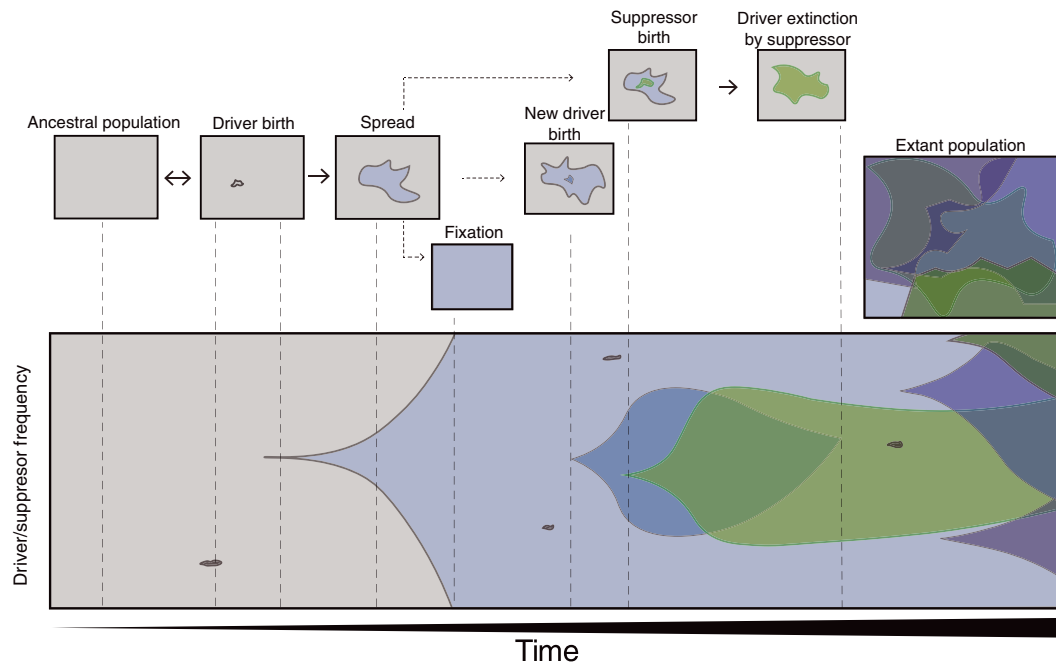 Suppressor
birth
Driver extinction
by suppressor
Ancestral population
Driver birth
Spread
New driver
birth
Extant population
Fixation
Driver/suppresor frequency
Time